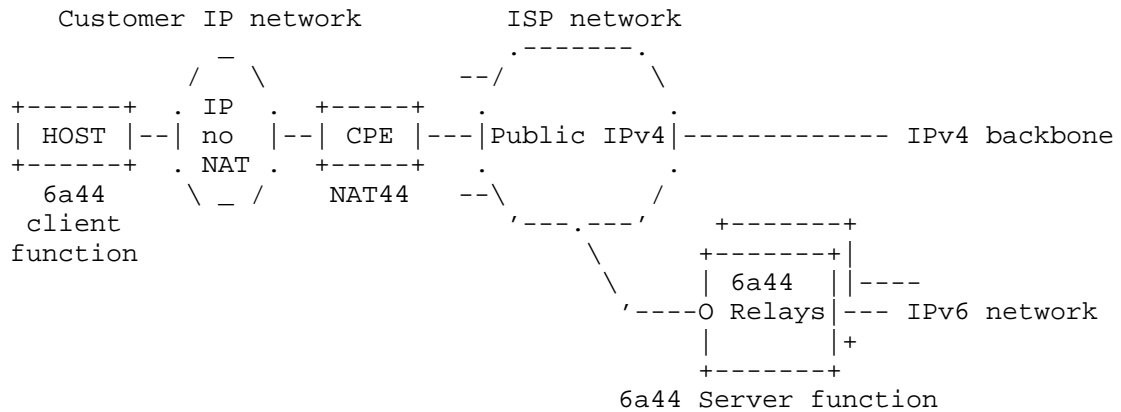 Customer IP network ISP network
IP
HOST no CPE Public IPv4 IPv4 backbone
NAT
6a44 NAT44
client
function
6a44
O Relays IPv6 network
6a44 Server function